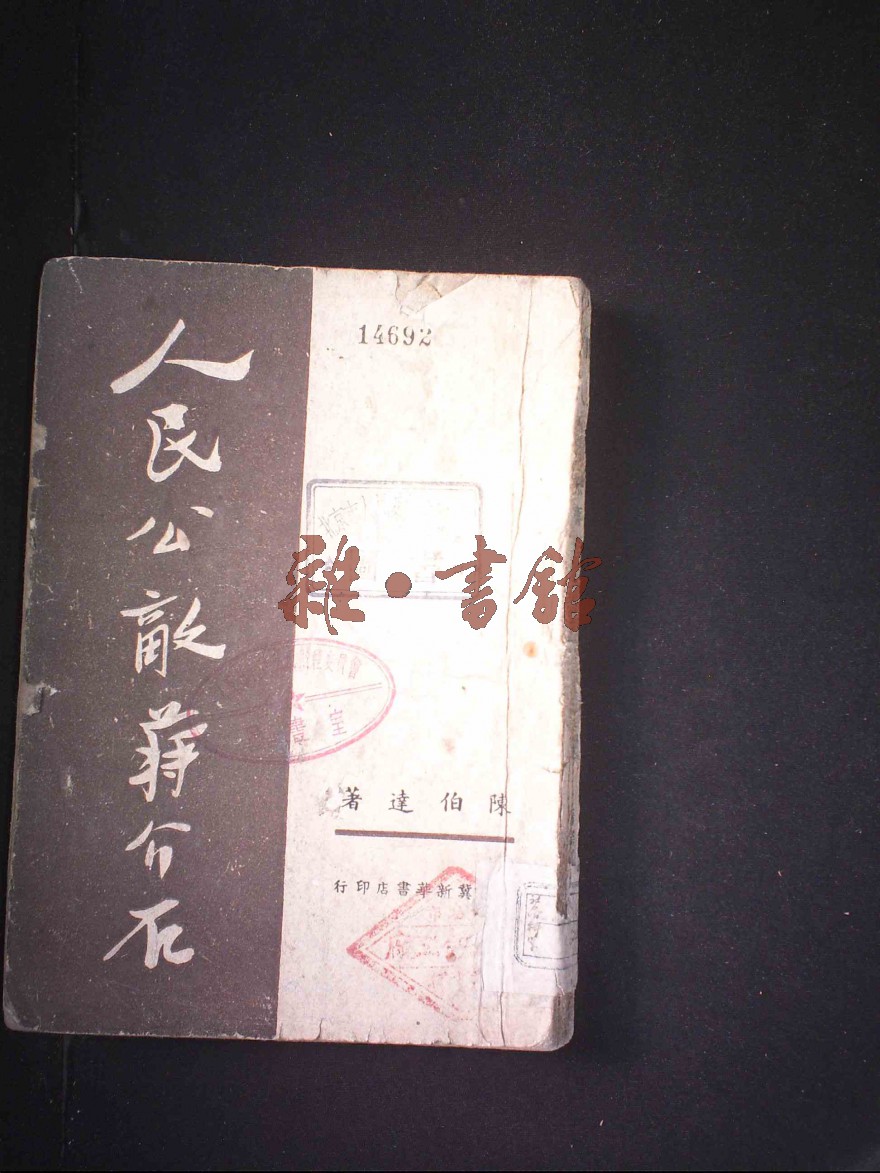 人民公敵蔣介石
14692
雜·書館
陳伯達著
冀新華書店印行